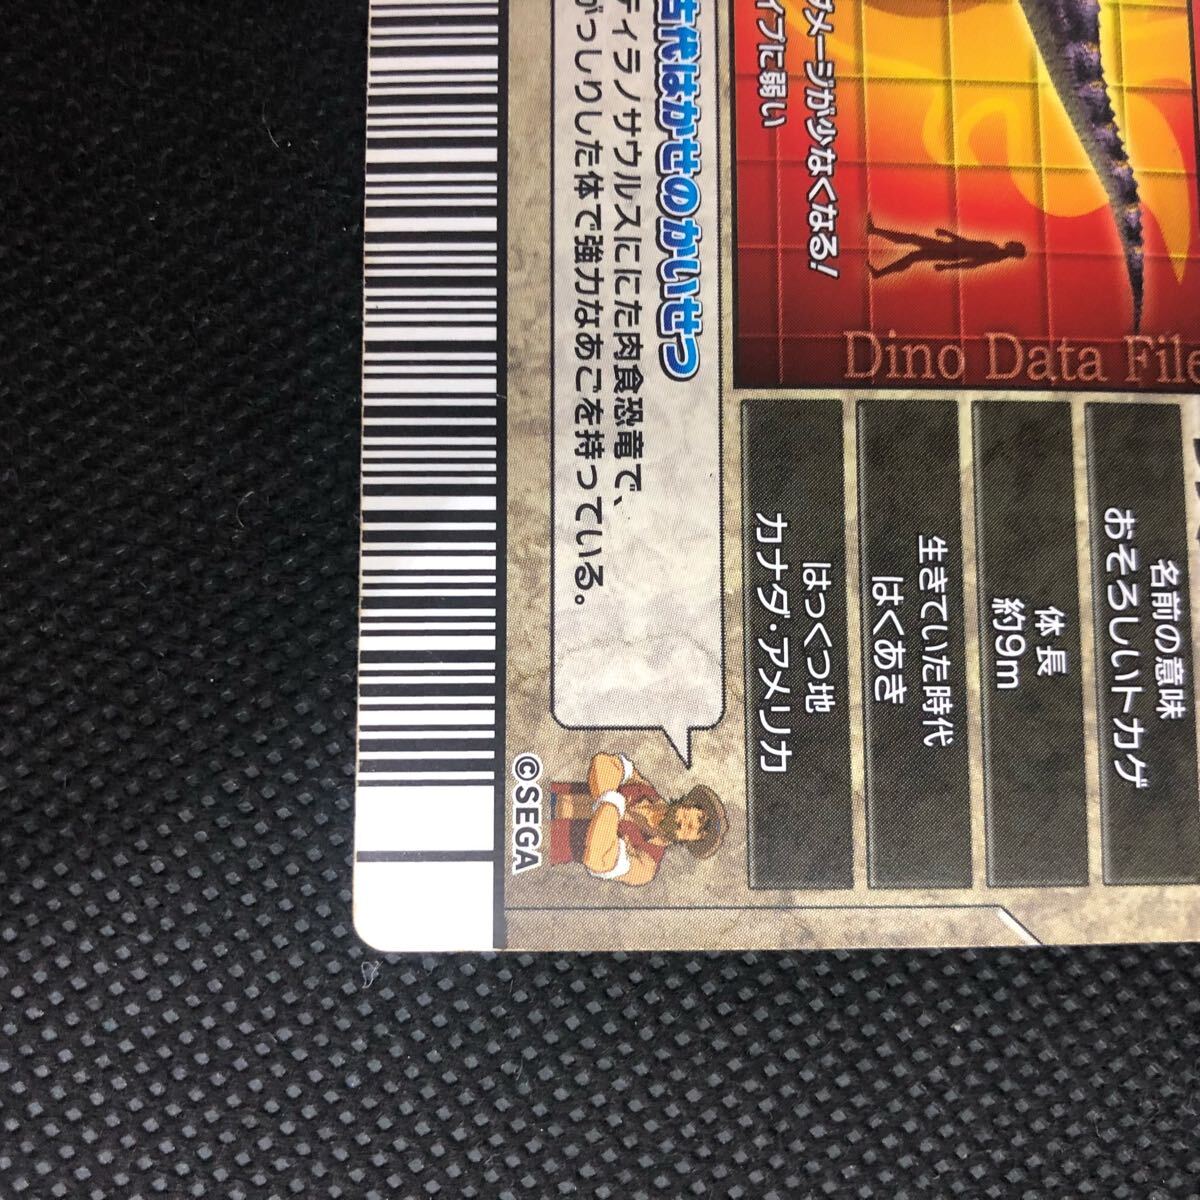 ダメージが少なくなる!
イプに弱い
Dino Data File
名前の意味
おそろしいトカゲ
体長
約9m
生きていた時代
はくあき
はっくつ地
カナダ・アメリカ
古代はかせのかいせつ
ティラノサウルスににた肉食恐竜で、
がっしりした体で強力なあごを持っている。
©SEGA